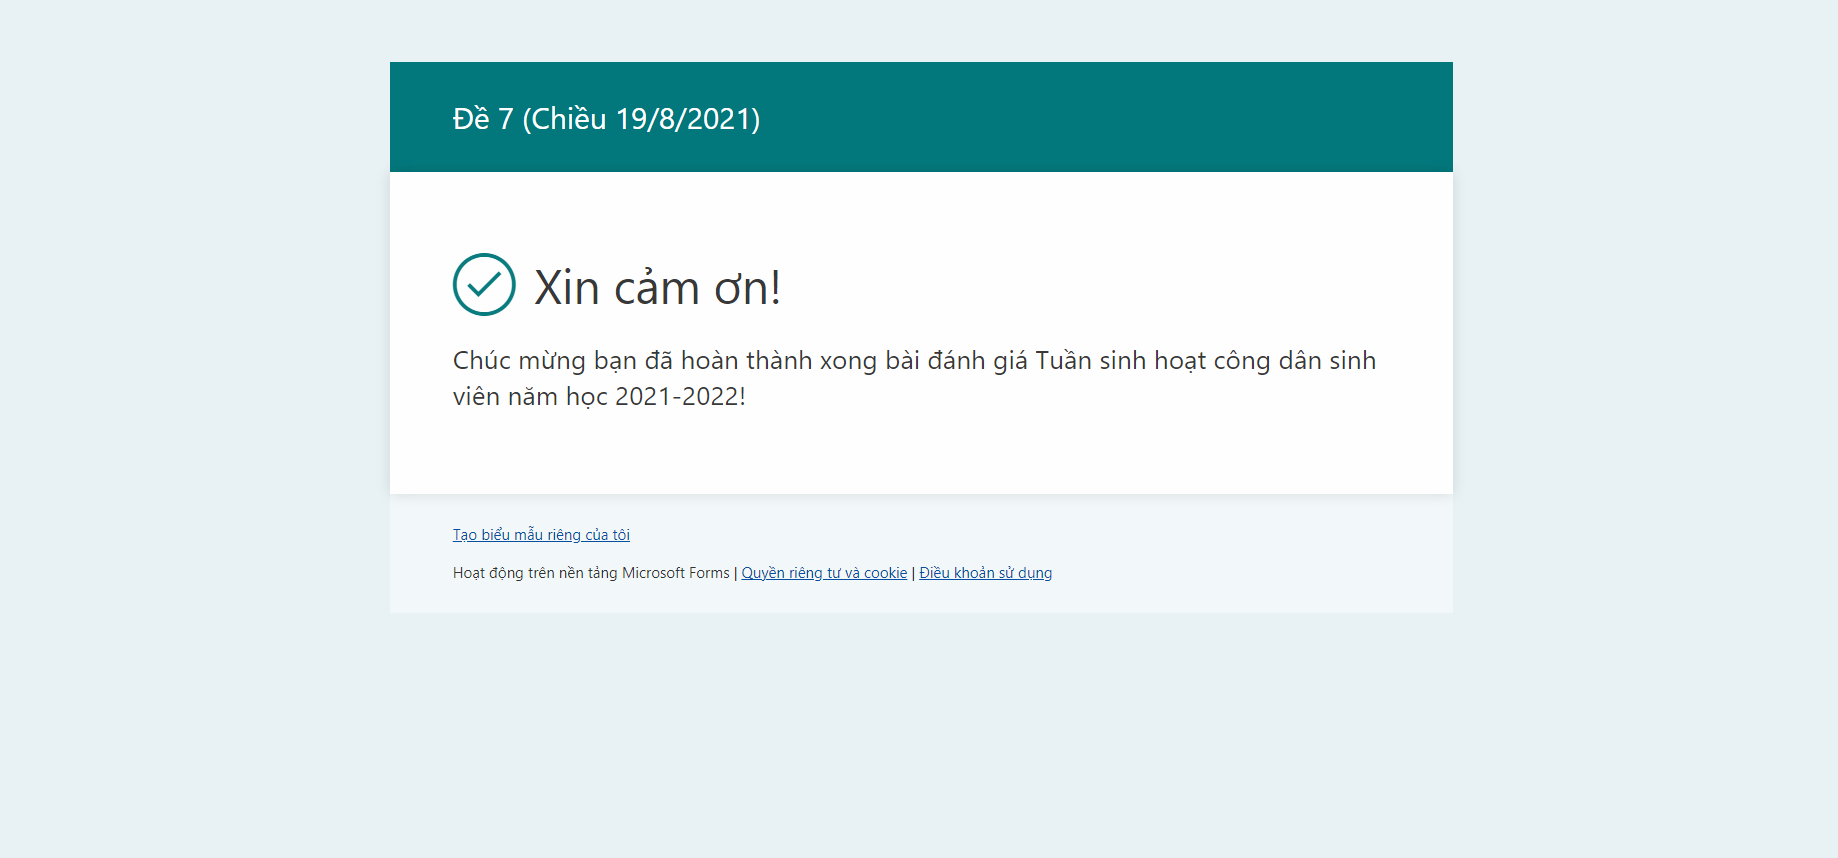 Đề 7 (Chiều 19/8/2021)
Xin cảm ơn!
Chúc mừng bạn đã hoàn thành xong bài đánh giá Tuần sinh hoạt công dân sinh
viên năm học 2021-2022!
Tạo biểu mẫu riêng của tôi
Hoạt động trên nền tảng Microsoft Forms | Quyền riêng tư và cookie | Điều khoản sử dụng